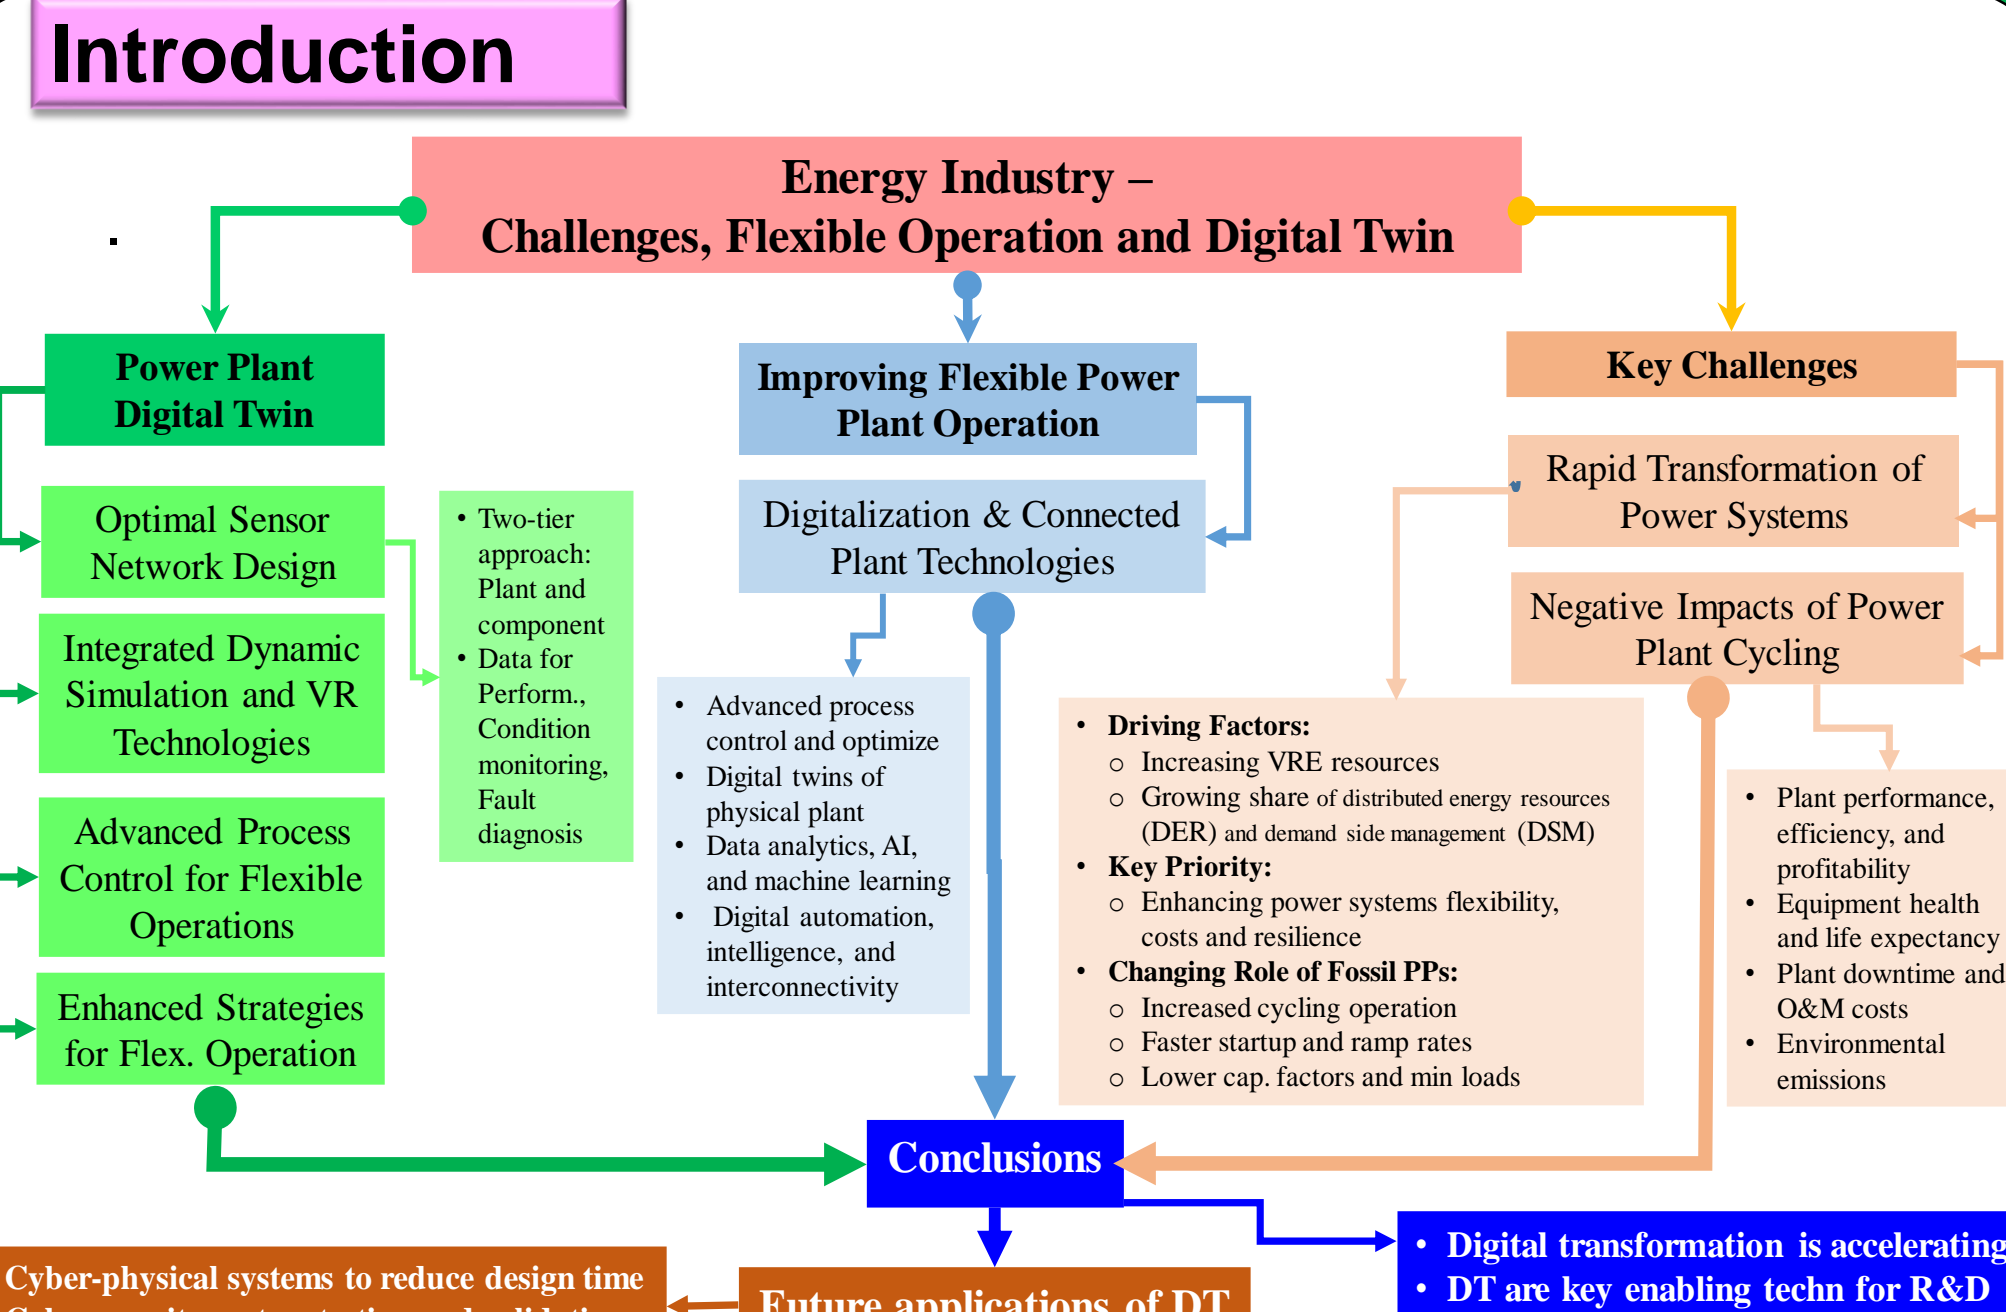 Introduction
Energy Industry –
Challenges, Flexible Operation and Digital Twin
Power Plant
Digital Twin
Optimal Sensor
Network Design
Integrated Dynamic
Simulation and VR
Technologies
Advanced Process
Control for Flexible
Operations
Enhanced Strategies
for Flex. Operation
• Two-tier
approach:
Plant and
component
• Data for
Perform.,
Condition
monitoring,
Fault
diagnosis
Improving Flexible Power
Plant Operation
Digitalization & Connected
Plant Technologies
• Advanced process
control and optimize
• Digital twins of
physical plant
• Data analytics, AI,
and machine learning
• Digital automation,
intelligence, and
interconnectivity
Key Challenges
Rapid Transformation of
Power Systems
Negative Impacts of Power
Plant Cycling
• Driving Factors:
o Increasing VRE resources
o Growing share of distributed energy resources
(DER) and demand side management (DSM)
• Key Priority:
o Enhancing power systems flexibility,
costs and resilience
• Changing Role of Fossil PPs:
o Increased cycling operation
o Faster startup and ramp rates
o Lower cap. factors and min loads
• Plant performance,
efficiency, and
profitability
• Equipment health
and life expectancy
• Plant downtime and
O&M costs
• Environmental
emissions
Conclusions
• Digital transformation is accelerating
• DT are key enabling techn for R&D
Future applications of DT
Cyber-physical systems to reduce design time